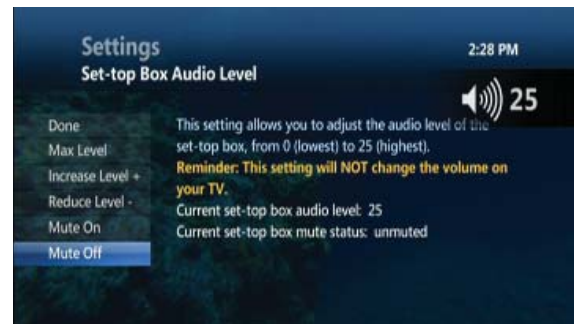 Settings
2:28 PM
Set-top Box Audio Level
25
Done
Max Level
Increase Level +
Reduce Level -
Mute On
Mute Off
This setting allows you to adjust the audio level of the
set-top box, from 0 (lowest) to 25 (highest).
Reminder: This setting will NOT change the volume on
your TV.
Current set-top box audio level: 25
Current set-top box mute status: unmuted